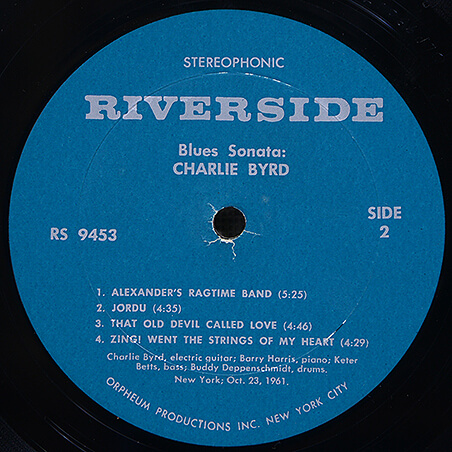 STEREOPHONIC
RIVERSIDE
Blues Sonata:
CHARLIE BYRD
RS 9453
SIDE
2
1. ALEXANDER'S RAGTIME BAND (5:25)
2. JORDU (4:35)
3. THAT OLD DEVIL CALLED LOVE (4:46)
4. ZING! WENT THE STRINGS OF MY HEART (4:29)
Charlie Byrd, electric guitar; Barry Harris, piano; Keter
Betts, bass; Buddy Deppenschmidt, drums.
New York; Oct. 23, 1961.
ORPHEUM PRODUCTIONS INC. NEW YORK CITY